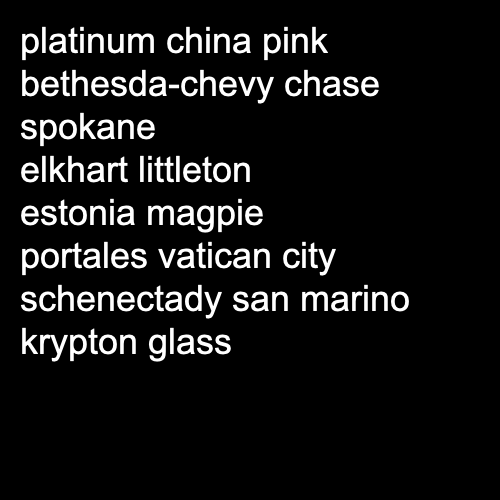 platinum china pink
bethesda-chevy chase
spokane
elkhart littleton
estonia magpie
portales vatican city
schenectady san marino
krypton glass